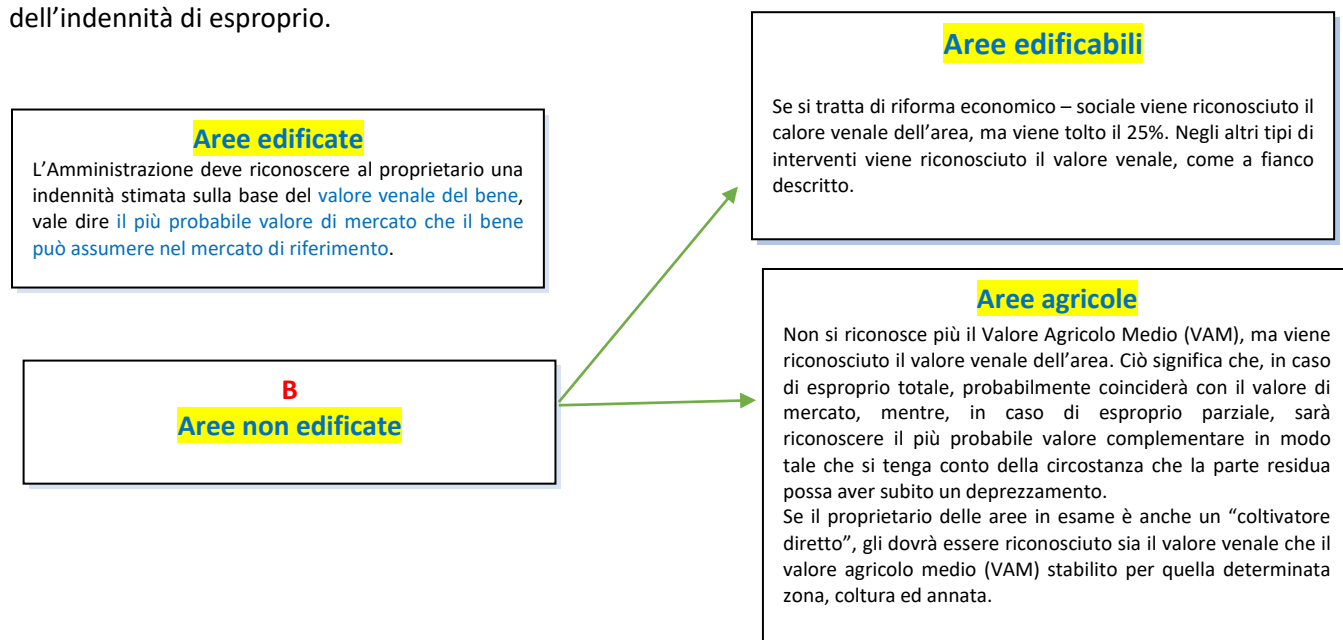 dell’indennità di esproprio.
Aree edificate
L’Amministrazione deve riconoscere al proprietario una
indennità stimata sulla base del valore venale del bene,
vale dire il più probabile valore di mercato che il bene
può assumere nel mercato di riferimento.
B
Aree non edificate
Aree edificabili
Se si tratta di riforma economico – sociale viene riconosciuto il
calore venale dell’area, ma viene tolto il 25%. Negli altri tipi di
interventi viene riconosciuto il valore venale, come a fianco
descritto.
Aree agricole
Non si riconosce più il Valore Agricolo Medio (VAM), ma viene
riconosciuto il valore venale dell’area. Ciò significa che, in caso
di esproprio totale, probabilmente coinciderà con il valore di
mercato, mentre, in caso di esproprio parziale, sarà
riconoscere il più probabile valore complementare in modo
tale che si tenga conto della circostanza che la parte residua
possa aver subito un deprezzamento.
Se il proprietario delle aree in esame è anche un “coltivatore
diretto”, gli dovrà essere riconosciuto sia il valore venale che il
valore agricolo medio (VAM) stabilito per quella determinata
zona, coltura ed annata.